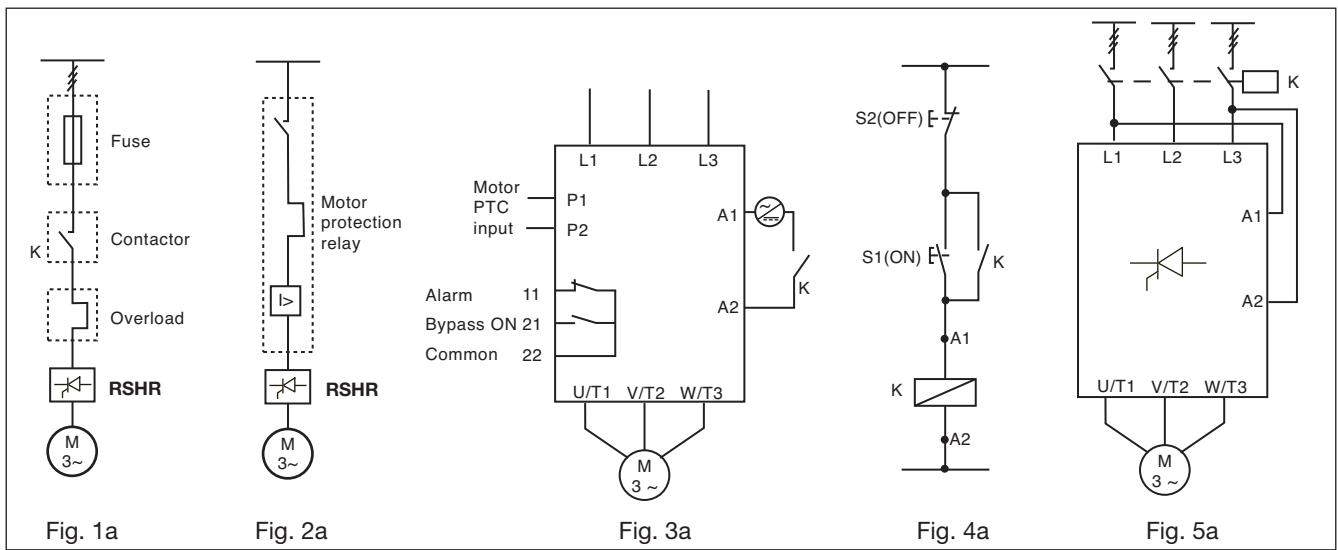 Fuse
K
Contactor
Overload
RSHR
M
3~
Fig. 1a
Motor
protection
relay
I>
RSHR
M
3~
Fig. 2a
L1 L2 L3
Motor
PTC
input
P1
P2
A1
K
A2
Alarm 11
Bypass ON 21
Common 22
U/T1 V/T2 W/T3
M
3 ~
Fig. 3a
S2(OFF)
S1(ON)
K
A1
K
A2
Fig. 4a
K
L1 L2 L3
A1
A2
U/T1 V/T2 W/T3
M
3 ~
Fig. 5a